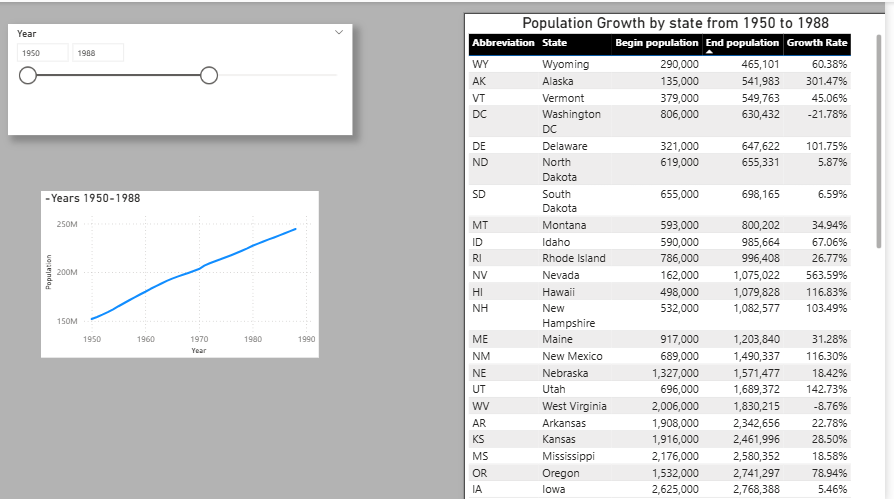 Year
1950 1988
-Years 1950-1988
250M
200M
150M
Population
1950 1960 1970 1980 1990
Year
Population Growth by state from 1950 to 1988
Abbreviation State Begin population End population Growth Rate
WY Wyoming 290,000 465,101 60.38%
AK Alaska 135,000 541,983 301.47%
VT Vermont 379,000 549,763 45.06%
DC Washington 806,000 630,432 -21.78%
DC
DE Delaware 321,000 647,622 101.75%
ND North 619,000 655,331 5.87%
Dakota
SD South 655,000 698,165 6.59%
Dakota
MT Montana 593,000 800,202 34.94%
ID Idaho 590,000 985,664 67.06%
RI Rhode Island 786,000 996,408 26.77%
NV Nevada 162,000 1,075,022 563.59%
HI Hawaii 498,000 1,079,828 116.83%
NH New 532,000 1,082,577 103.49%
Hampshire
ME Maine 917,000 1,203,840 31.28%
NM New Mexico 689,000 1,490,337 116.30%
NE Nebraska 1,327,000 1,571,477 18.42%
UT Utah 696,000 1,689,372 142.73%
WV West Virginia 2,006,000 1,830,215 -8.76%
AR Arkansas 1,908,000 2,342,656 22.78%
KS Kansas 1,916,000 2,461,996 28.50%
MS Mississippi 2,176,000 2,580,352 18.58%
OR Oregon 1,532,000 2,741,297 78.94%
IA Iowa 2,625,000 2,768,388 5.46%